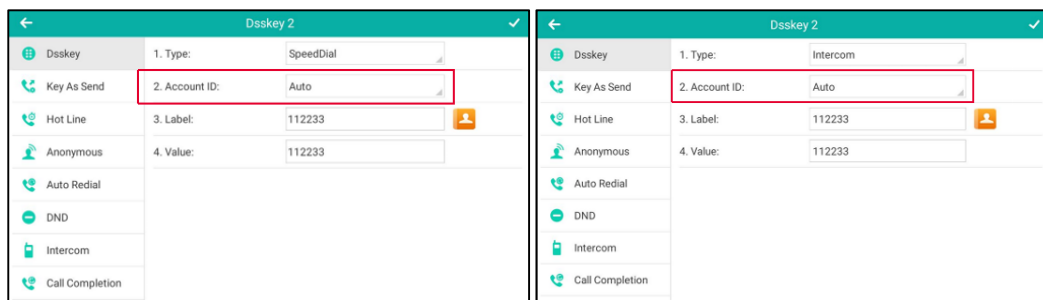 Dsskey 2
Dsskey
1. Type:
SpeedDial
Key As Send
2. Account ID:
Auto
Hot Line
3. Label:
112233
Anonymous
4. Value:
112233
Auto Redial
DND
Intercom
Call Completion
Dsskey 2
Dsskey
1. Type:
Intercom
Key As Send
2. Account ID:
Auto
Hot Line
3. Label:
112233
Anonymous
4. Value:
112233
Auto Redial
DND
Intercom
Call Completion